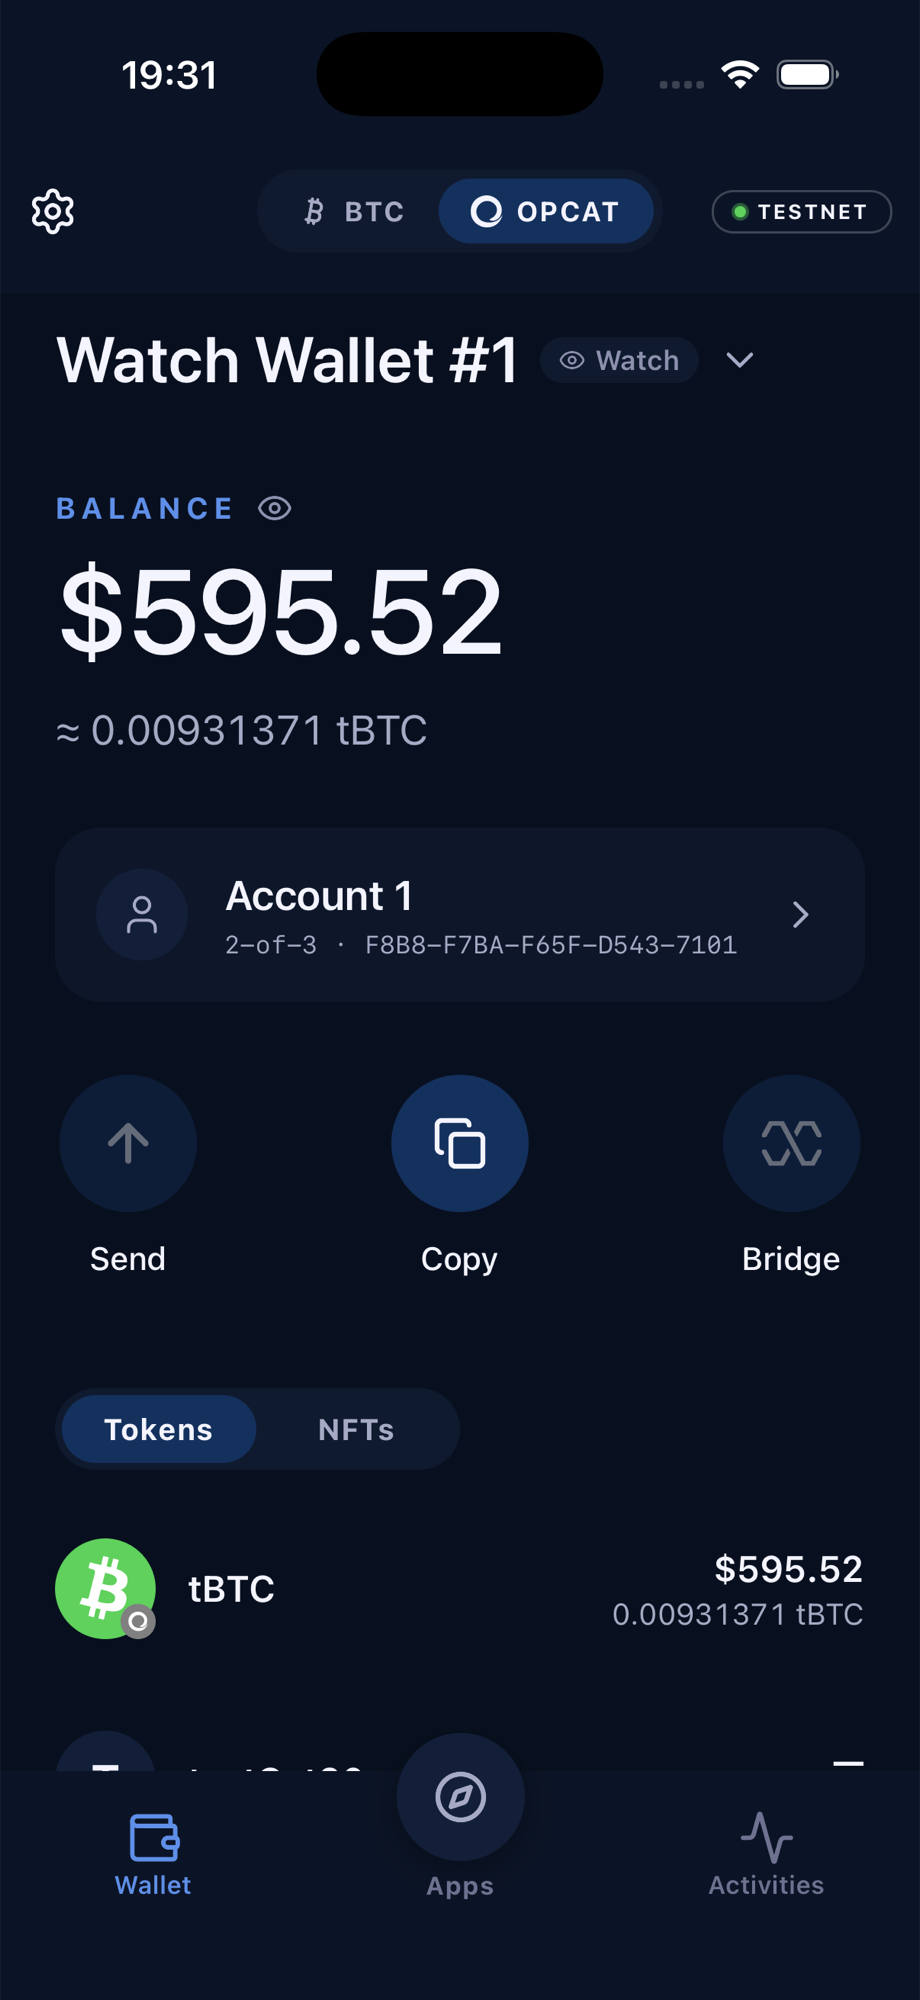 19:31
BTC
OPCAT
TESTNET
Watch Wallet #1
Watch
BALANCE
$595.52
≈ 0.00931371 tBTC
Account 1
2-of-3 · F8B8-F7BA-F65F-D543-7101
Send
Copy
Bridge
Tokens
NFTs
tBTC
$595.52
0.00931371 tBTC
Wallet
Apps
Activities